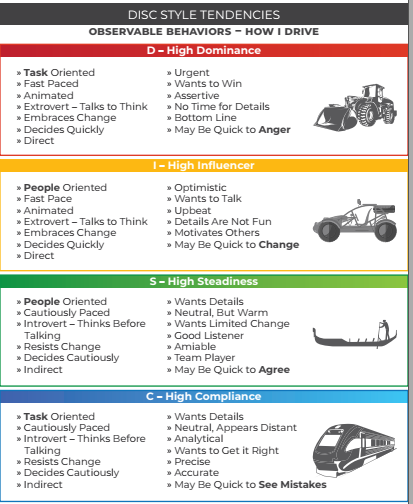 DISC STYLE TENDENCIES
OBSERVABLE BEHAVIORS – HOW I DRIVE
D – High Dominance
» Task Oriented
» Fast Paced
» Animated
» Extrovert – Talks to Think
» Embraces Change
» Decides Quickly
» Direct
» Urgent
» Wants to Win
» Assertive
» No Time for Details
» Bottom Line
» May Be Quick to Anger
I – High Influencer
» People Oriented
» Fast Pace
» Animated
» Extrovert – Talks to Think
» Embraces Change
» Decides Quickly
» Direct
» Optimistic
» Wants to Talk
» Upbeat
» Details Are Not Fun
» Motivates Others
» May Be Quick to Change
S – High Steadiness
» People Oriented
» Cautiously Paced
» Introvert – Thinks Before
Talking
» Resists Change
» Decides Cautiously
» Indirect
» Wants Details
» Neutral, But Warm
» Wants Limited Change
» Good Listener
» Amiable
» Team Player
» May Be Quick to Agree
C – High Compliance
» Task Oriented
» Cautiously Paced
» Introvert – Thinks Before
Talking
» Resists Change
» Decides Cautiously
» Indirect
» Wants Details
» Neutral, Appears Distant
» Analytical
» Wants to Get it Right
» Precise
» Accurate
» May Be Quick to See Mistakes